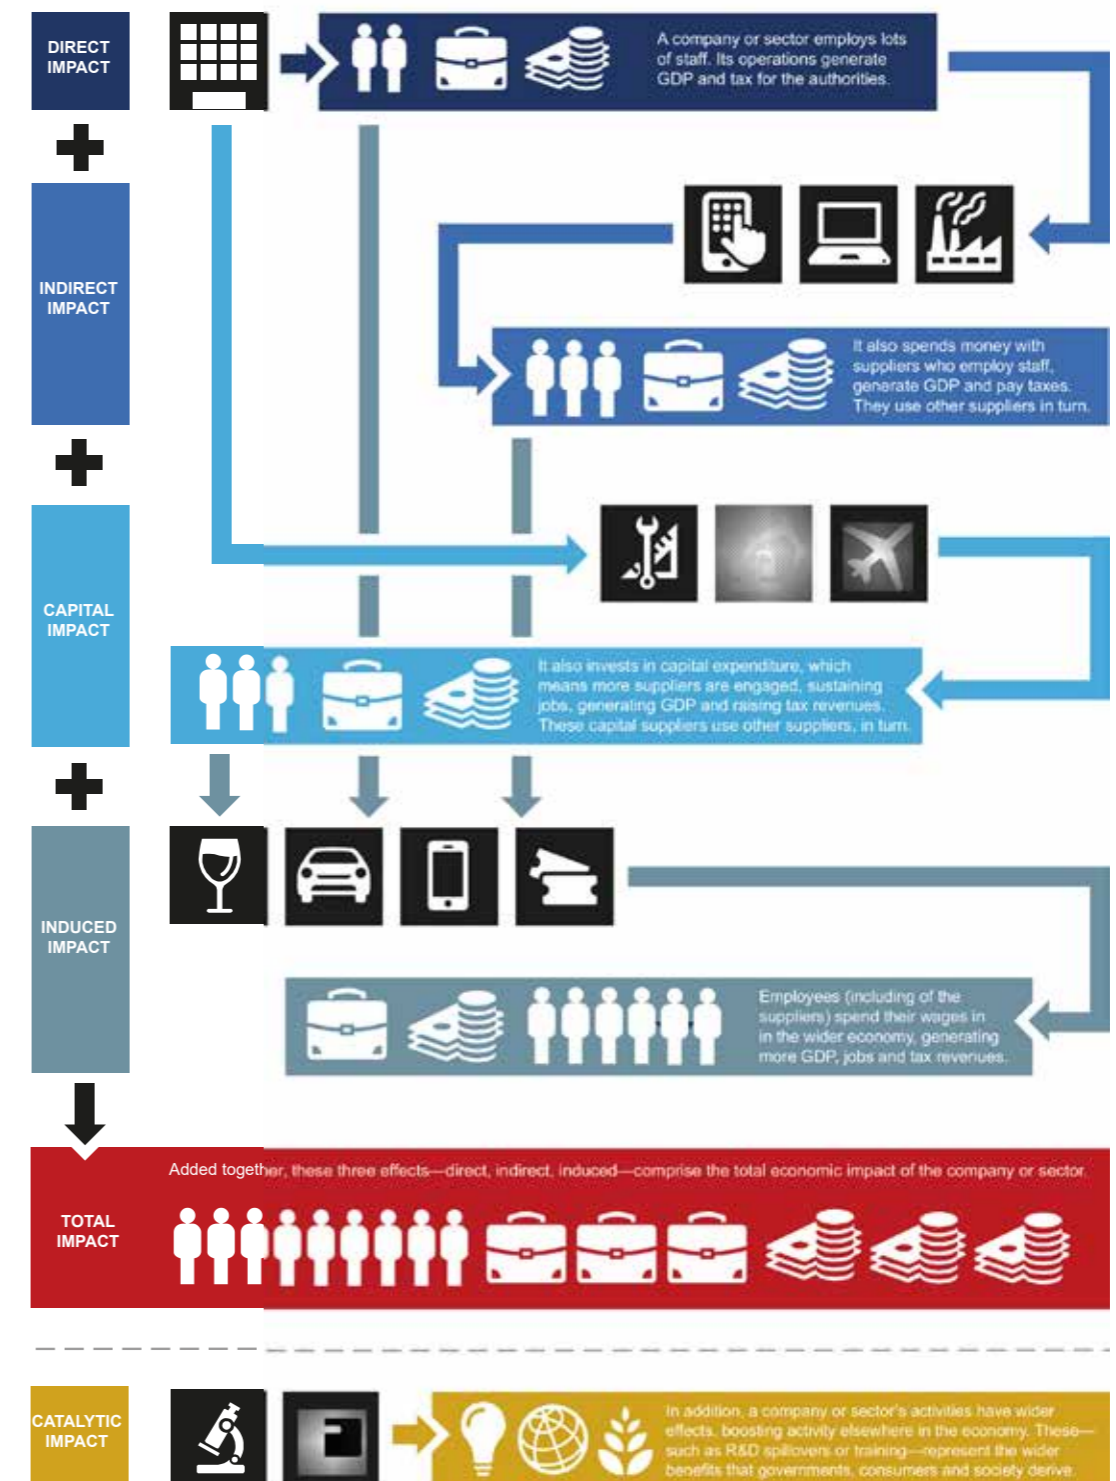 DIRECT
IMPACT
A company or sector employs lots
of staff. Its operations generate
GDP and tax for the authorities.
INDIRECT
IMPACT
It also spends money with
suppliers who employ staff,
generate GDP and pay taxes.
They use other suppliers in turn.
CAPITAL
IMPACT
It also invests in capital expenditure, which
means more suppliers are engaged, sustaining
jobs, generating GDP and raising tax revenues.
These capital suppliers use other suppliers, in turn.
INDUCED
IMPACT
Employees (including of the
suppliers) spend their wages in
in the wider economy, generating
more GDP, jobs and tax revenues.
Added together, these three effects—direct, indirect, induced—comprise the total economic impact of the company or sector.
TOTAL
IMPACT
CATALYTIC
IMPACT
In addition, a company or sector's activities have wider
effects, boosting activity elsewhere in the economy. These—
such as R&D spillovers or training—represent the wider
benefits that governments, consumers and society derive.